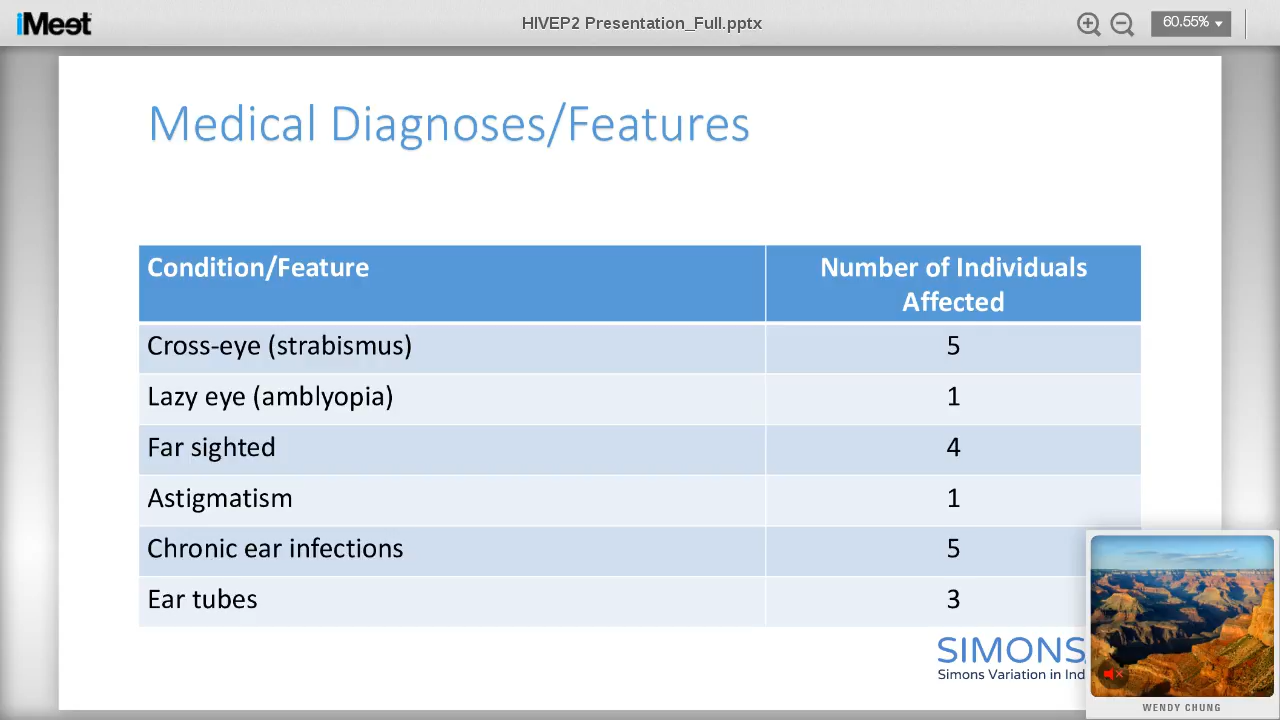 iMeet
HIVEP2 Presentation_Full.pptx
60.55%
Medical Diagnoses/Features
Condition/Feature
Number of Individuals
Affected
Cross-eye (strabismus)
5
Lazy eye (amblyopia)
1
Far sighted
4
Astigmatism
1
Chronic ear infections
5
Ear tubes
3
SIMONS
Simons Variation in Ind
WENDY CHUNG